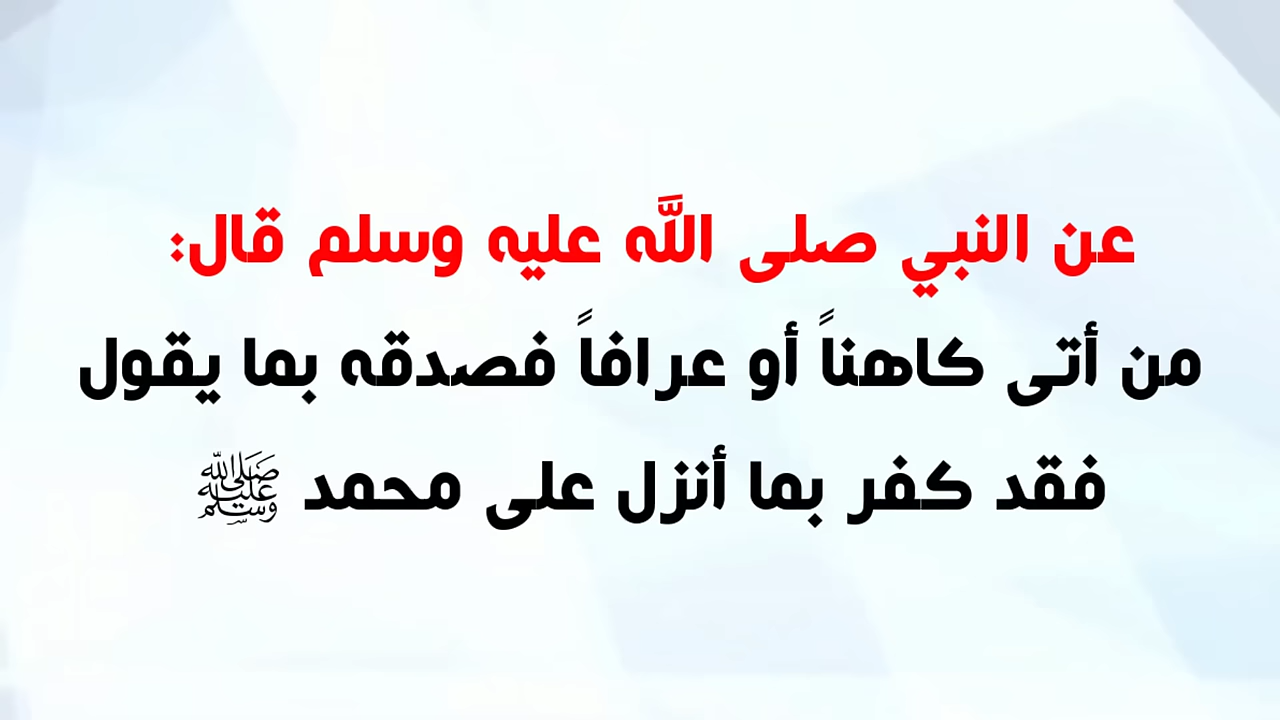 عن النبي صلى اللَّه عليه وسلم قال:
من أتى كاهناً أو عرافاً فصدقه بما يقول
فقد كفر بما أنزل على محمد ﷺ